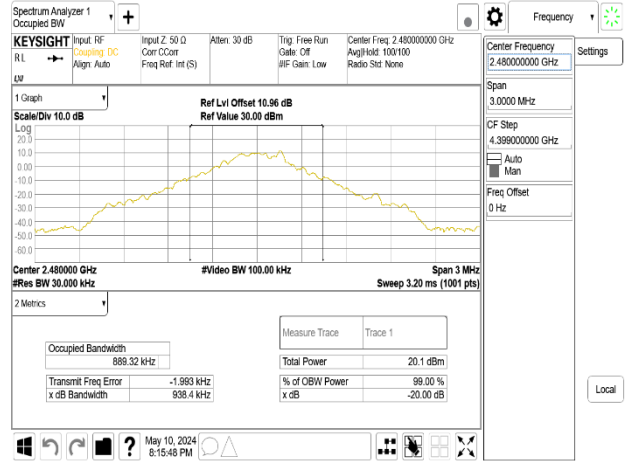 Spectrum Analyzer 1
Occupied BW
Frequency
KEYSIGHT
R L
Input: RF
Coupling: DC
Align: Auto
Input Z: 50 Ω
Corr CCorr
Freq Ref: Int (S)
Atten: 30 dB
Trig: Free Run
Gate: Off
#IF Gain: Low
Center Freq: 2.480000000 GHz
Avg|Hold: 100/100
Radio Std: None
Center Frequency
2.480000000 GHz
Settings
Span
3.0000 MHz
CF Step
4.399000000 GHz
Auto
Man
Freq Offset
0 Hz
1 Graph
Scale/Div 10.0 dB
Ref Lvl Offset 10.96 dB
Ref Value 30.00 dBm
Log
20.0
10.0
0.00
-10.0
-20.0
-30.0
-40.0
-50.0
-60.0
Center 2.480000 GHz
#Res BW 30.000 kHz
#Video BW 100.00 kHz
Span 3 MHz
Sweep 3.20 ms (1001 pts)
2 Metrics
Measure Trace Trace 1
Occupied Bandwidth
889.32 kHz
Total Power 20.1 dBm
Transmit Freq Error -1.993 kHz
% of OBW Power 99.00 %
x dB Bandwidth 938.4 kHz
x dB -20.00 dB
Local
May 10, 2024
8:15:48 PM